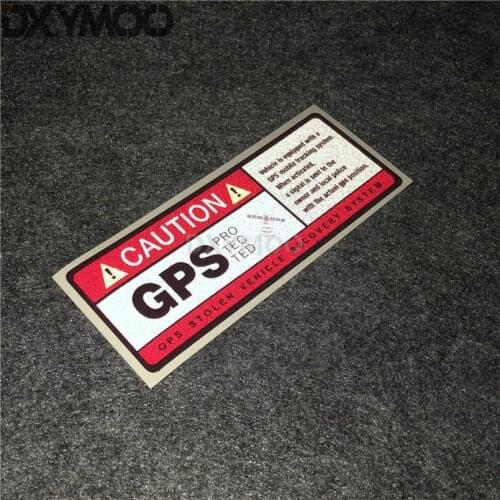 DXYMOO
CAUTION
GPS
PRO
TEC
TED
Vehicle is equipped with a
GPS mobile tracking system.
When activated,
a signal is sent to the
owner and local police
with the actual gps position.
GPS STOLEN VEHICLE RECOVERY SYSTEM